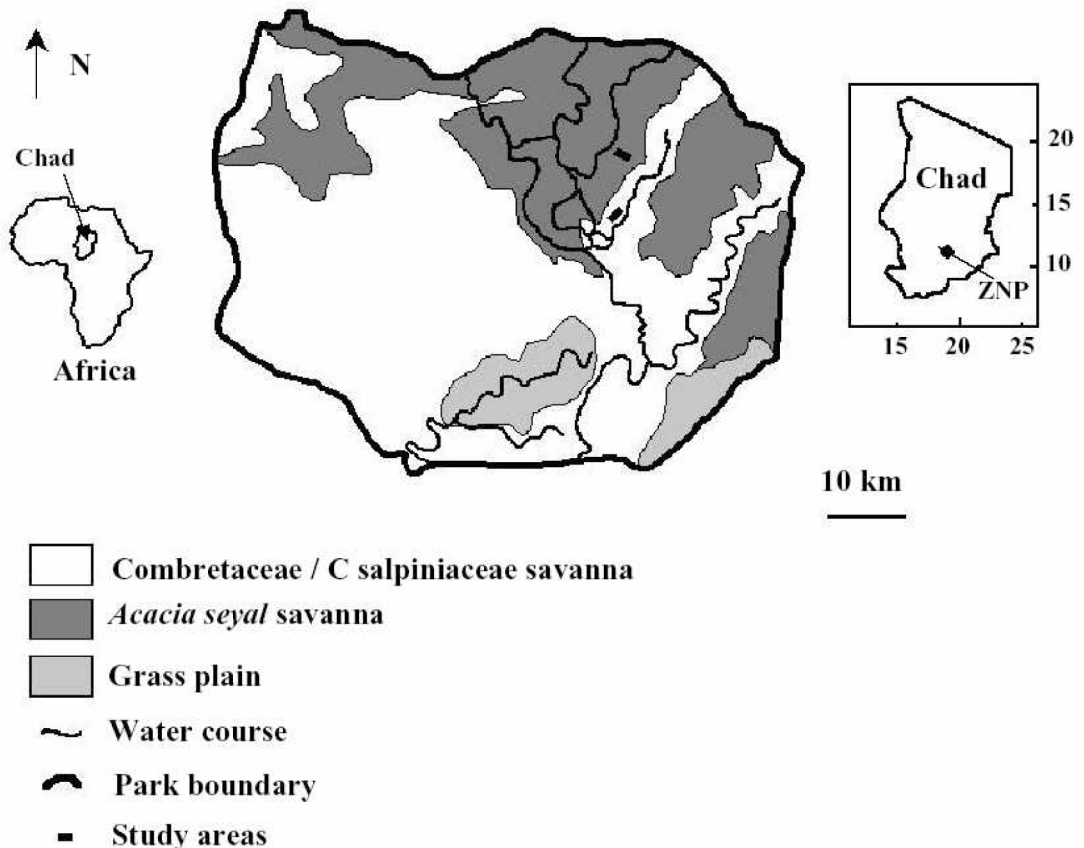 N
Chad
Africa
20
Chad
15
10
ZNP
15 20 25
10 km
Combretaceae / C salpiniaceae savanna
Acacia seyal savanna
Grass plain
Water course
Park boundary
Study areas